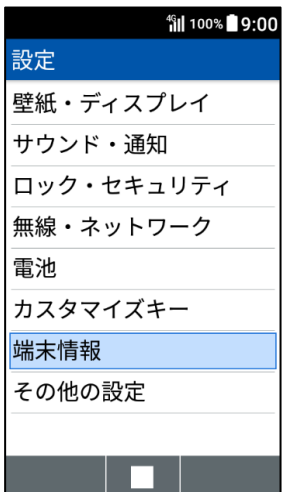 4G 100% 9:00
設定
壁紙・ディスプレイ
サウンド・通知
ロック・セキュリティ
無線・ネットワーク
電池
カスタマイズキー
端末情報
その他の設定